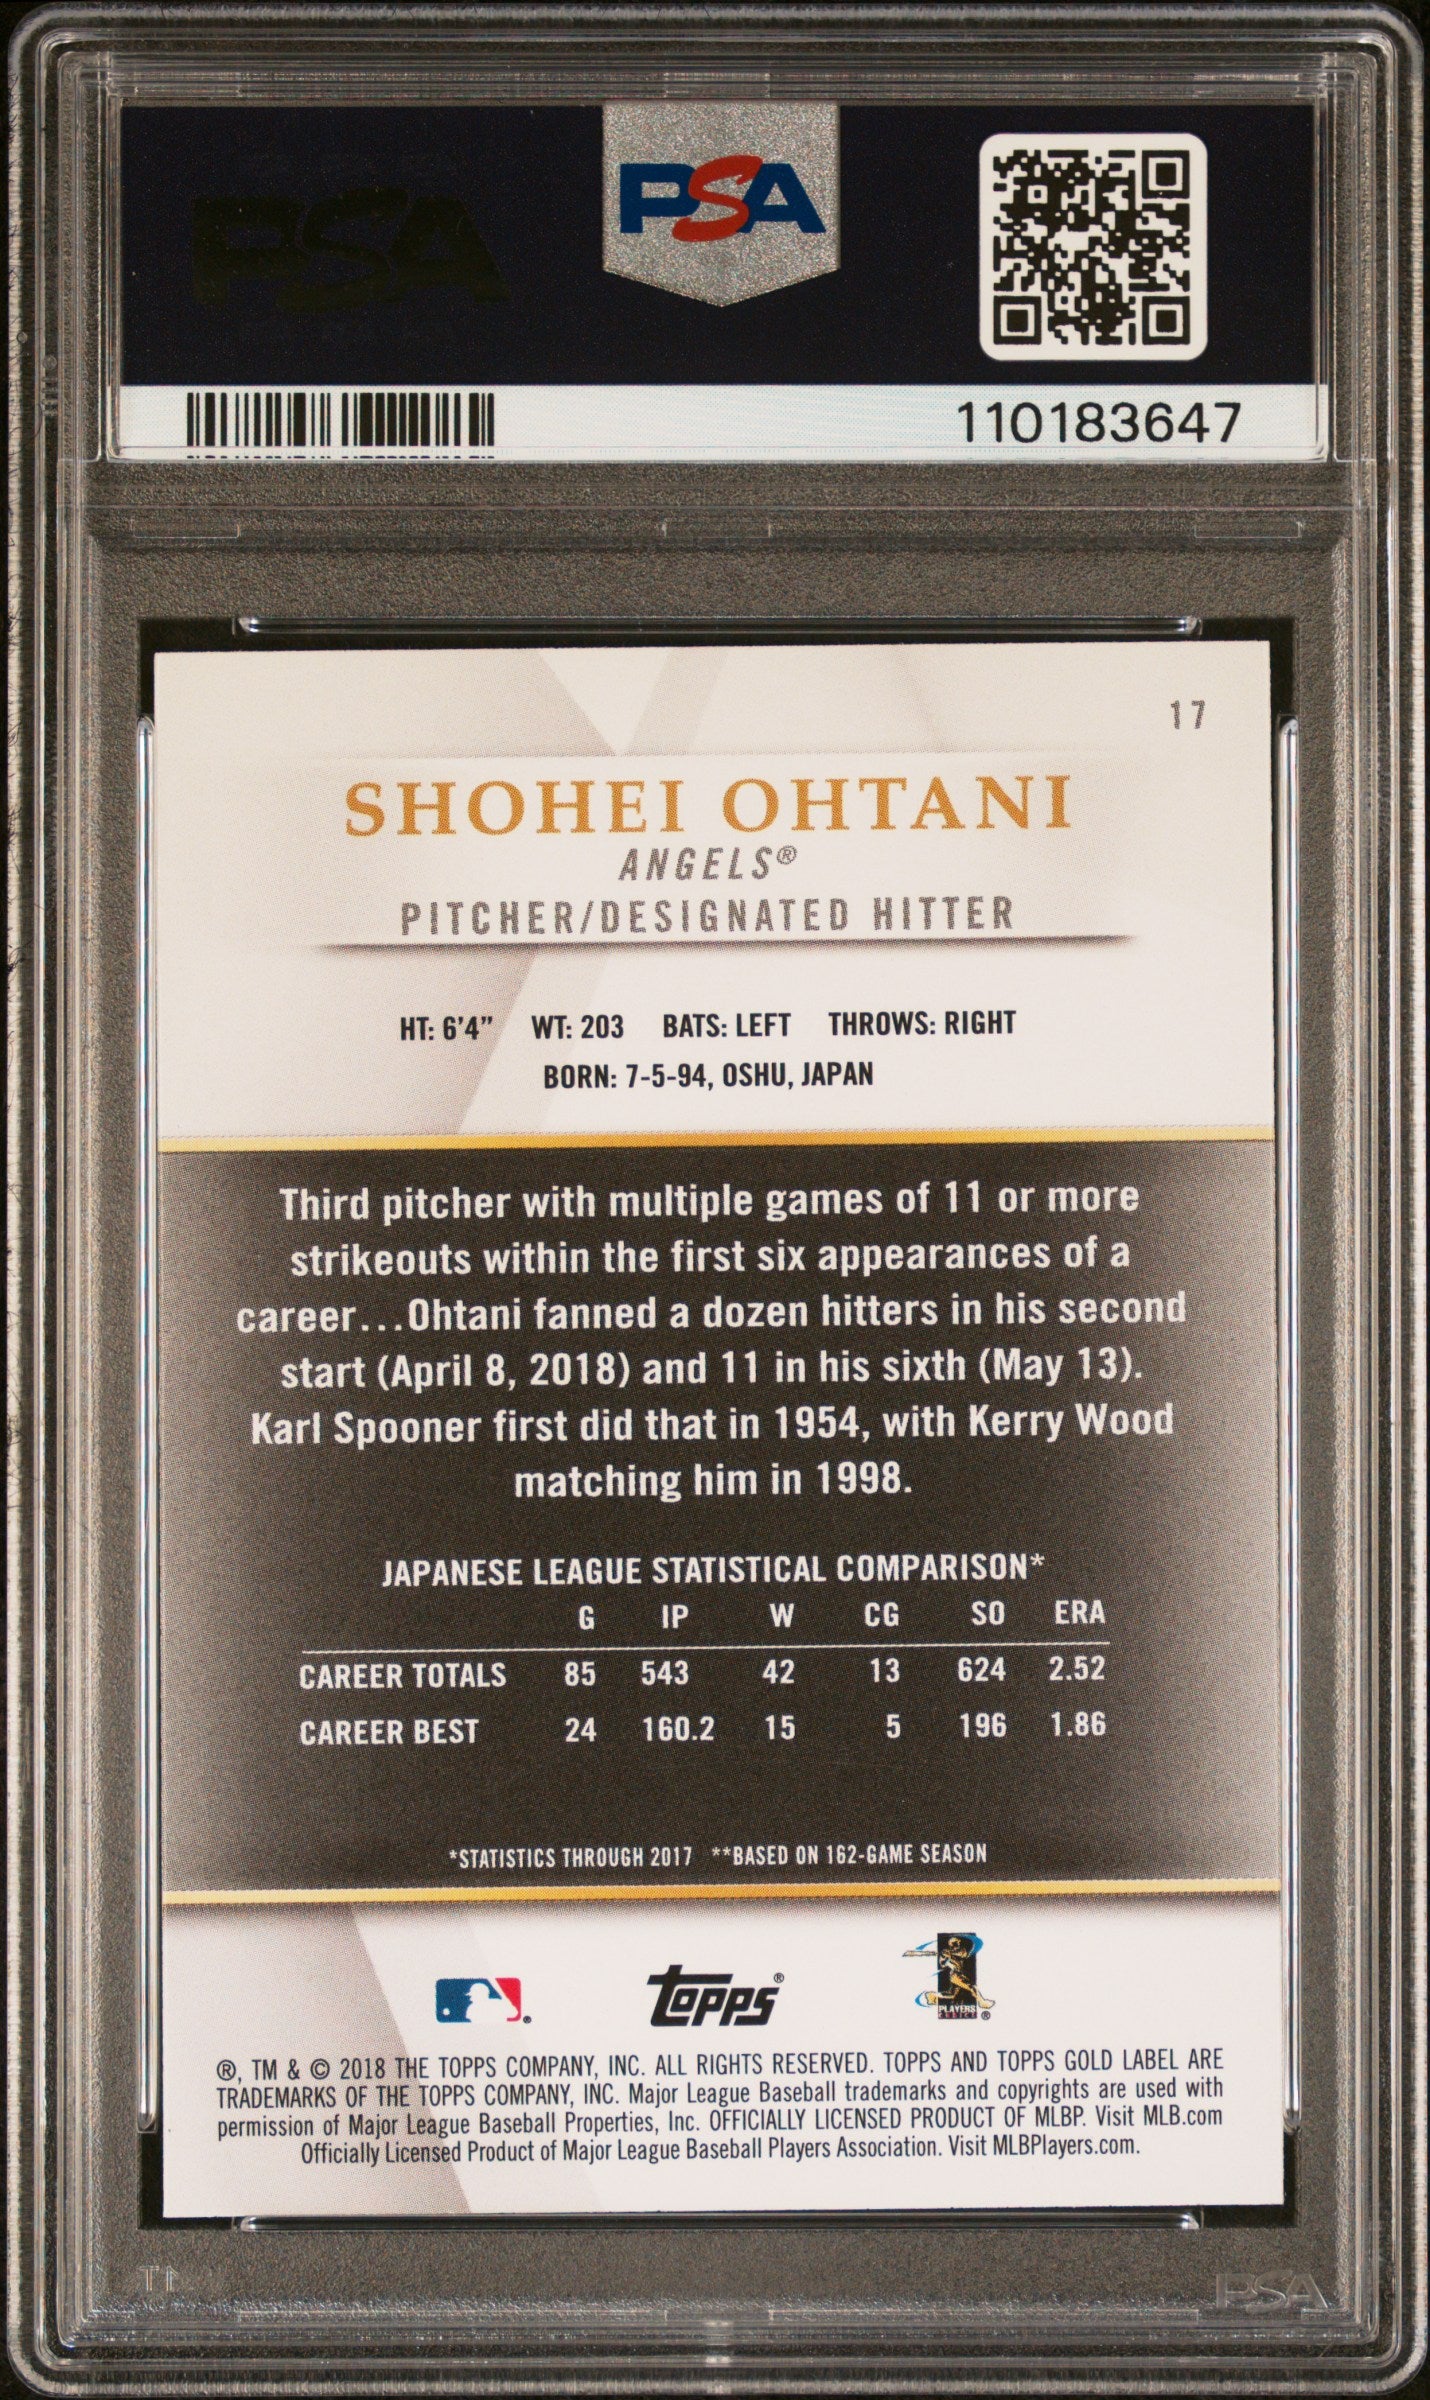 PSA
PSA
110183647
17
SHOHEI OHTANI
ANGELS®
PITCHER/DESIGNATED HITTER
HT: 6'4" WT: 203 BATS: LEFT THROWS: RIGHT
BORN: 7-5-94, OSHU, JAPAN
Third pitcher with multiple games of 11 or more
strikeouts within the first six appearances of a
career...Ohtani fanned a dozen hitters in his second
start (April 8, 2018) and 11 in his sixth (May 13).
Karl Spooner first did that in 1954, with Kerry Wood
matching him in 1998.
JAPANESE LEAGUE STATISTICAL COMPARISON*
G IP W CG SO ERA
CAREER TOTALS 85 543 42 13 624 2.52
CAREER BEST 24 160.2 15 5 196 1.86
*STATISTICS THROUGH 2017 **BASED ON 162-GAME SEASON
topps®
PLAYERS
CHOICE ®
®, TM & © 2018 THE TOPPS COMPANY, INC. ALL RIGHTS RESERVED. TOPPS AND TOPPS GOLD LABEL ARE
TRADEMARKS OF THE TOPPS COMPANY, INC. Major League Baseball trademarks and copyrights are used with
permission of Major League Baseball Properties, Inc. OFFICIALLY LICENSED PRODUCT OF MLBP. Visit MLB.com
Officially Licensed Product of Major League Baseball Players Association. Visit MLBPlayers.com.
PSA